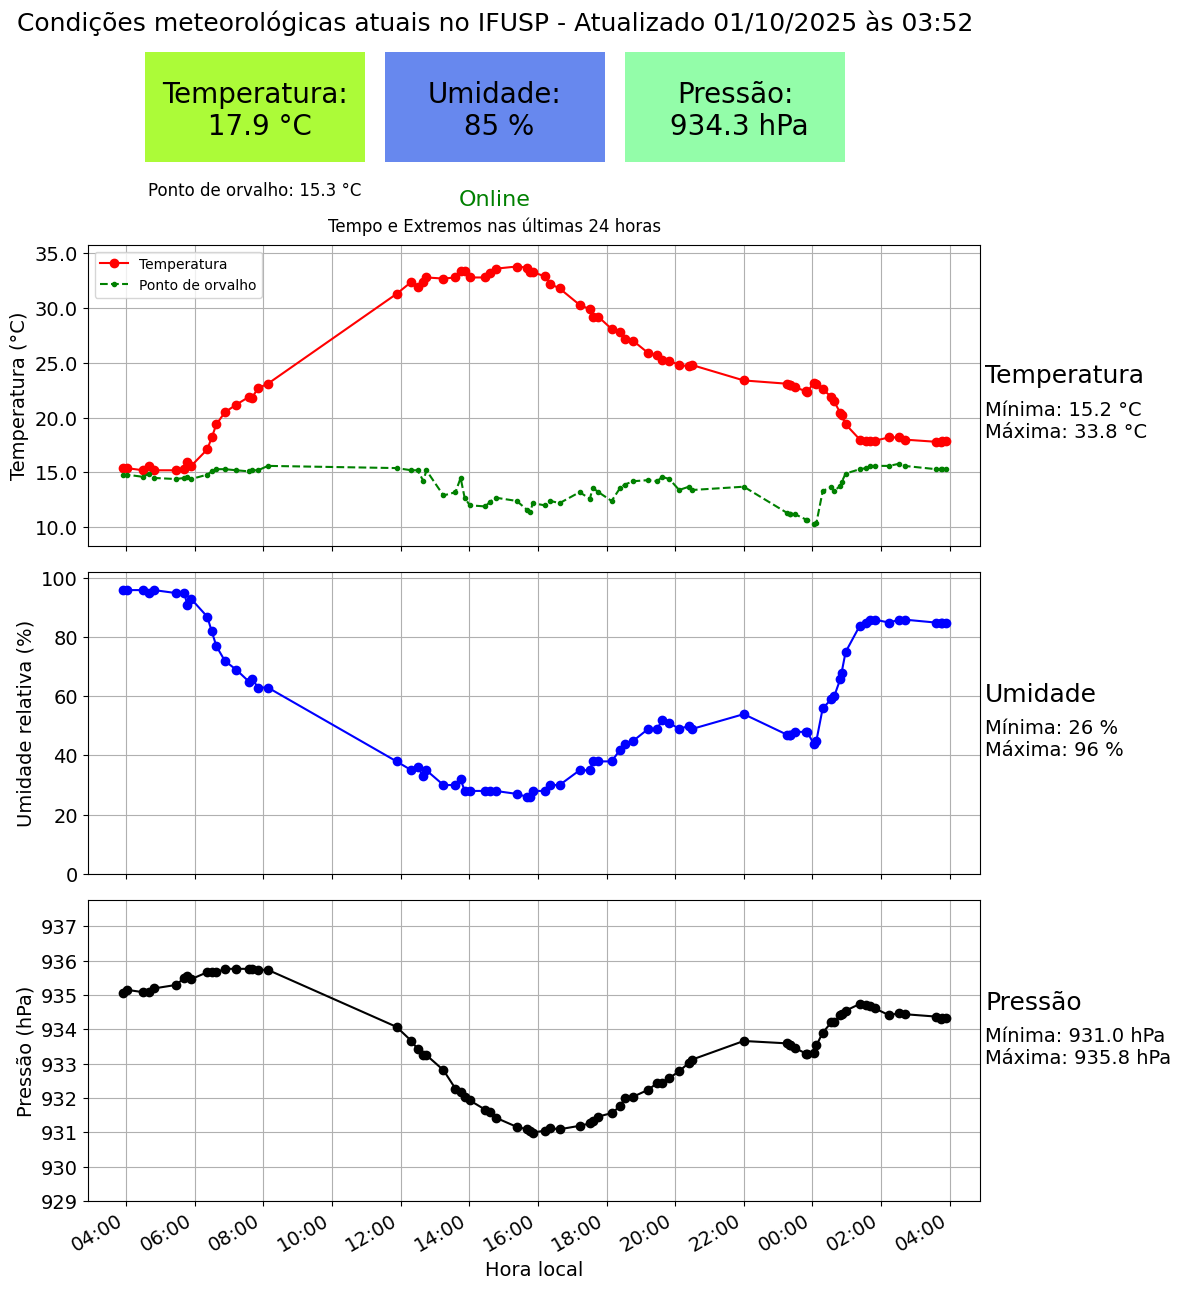 Condições meteorológicas atuais no IFUSP - Atualizado 01/10/2025 às 03:52
Temperatura:
17.9 °C
Umidade:
85 %
Pressão:
934.3 hPa
Ponto de orvalho: 15.3 °C
Online
Tempo e Extremos nas últimas 24 horas
Temperatura
Ponto de orvalho
Temperatura (°C)
35.0
30.0
25.0
20.0
15.0
10.0
Temperatura
Mínima: 15.2 °C
Máxima: 33.8 °C
Umidade relativa (%)
100
80
60
40
20
0
Umidade
Mínima: 26 %
Máxima: 96 %
Pressão (hPa)
937
936
935
934
933
932
931
930
929
Pressão
Mínima: 931.0 hPa
Máxima: 935.8 hPa
04:00 06:00 08:00 10:00 12:00 14:00 16:00 18:00 20:00 22:00 00:00 02:00 04:00
Hora local